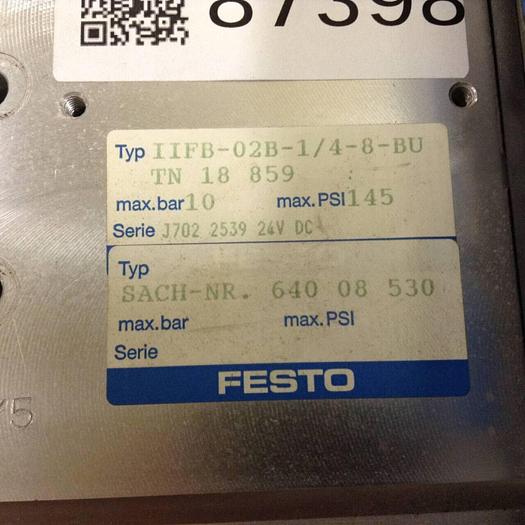 87398
Typ IIFB-02B-1/4-8-BU
TN 18 859
max.bar 10 max.PSI 145
Serie J702 2539 24V DC
Typ
SACH-NR. 640 08 530
max.bar max.PSI
Serie
FESTO